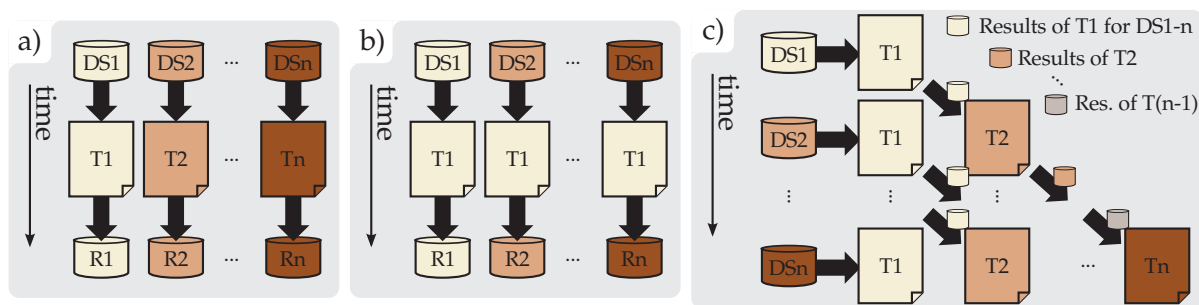 a)
DS1 DS2 ... DSn
time
T1 T2 ... Tn
R1 R2 ... Rn
b)
DS1 DS2 ... DSn
time
T1 T1 ... T1
R1 R2 ... Rn
c)
DS1 T1
Results of T1 for DS1-n
Results of T2
...
Res. of T(n-1)
time
DS2 T1 T2
... ... ...
DSn T1 T2 ... Tn